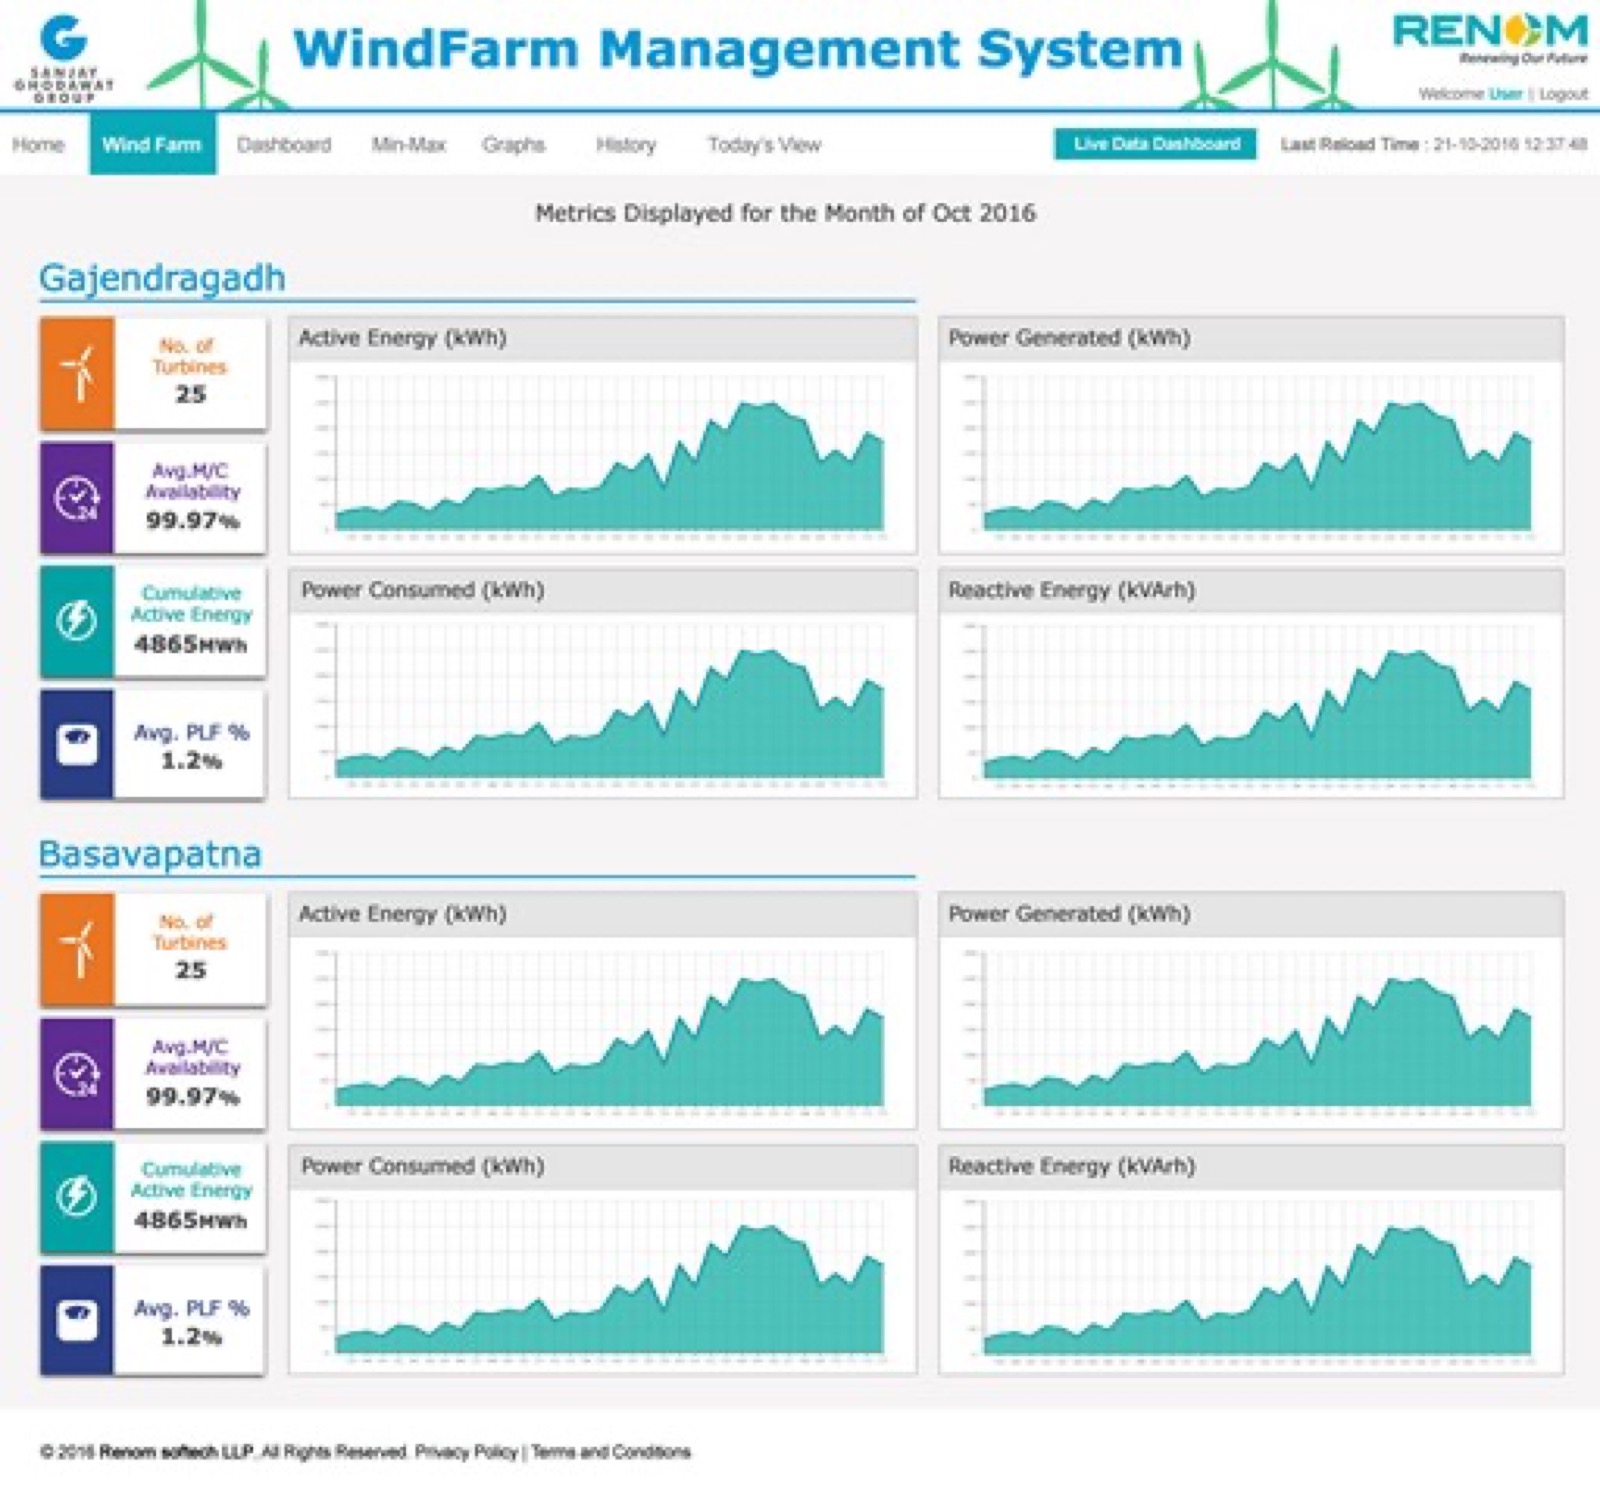 SANJAY
GHODAWAT
GROUP
WindFarm Management System
RENOM
Renewing Our Future
Welcome User | Logout
Home Wind Farm Dashboard Min-Max Graphs History Today's View Live Data Dashboard Last Reload Time : 21-10-2016 12:37:48
Metrics Displayed for the Month of Oct 2016
Gajendragadh
No. of
Turbines
25
Avg.M/C
Availability
24
99.97%
Cumulative
Active Energy
4865MWh
Avg. PLF %
1.2%
Active Energy (kWh)
Power Generated (kWh)
Power Consumed (kWh)
Reactive Energy (kVArh)
Basavapatna
No. of
Turbines
25
Avg.M/C
Availability
24
99.97%
Cumulative
Active Energy
4865MWh
Avg. PLF %
1.2%
Active Energy (kWh)
Power Generated (kWh)
Power Consumed (kWh)
Reactive Energy (kVArh)
© 2016 Renom softech LLP. All Rights Reserved. Privacy Policy | Terms and Conditions